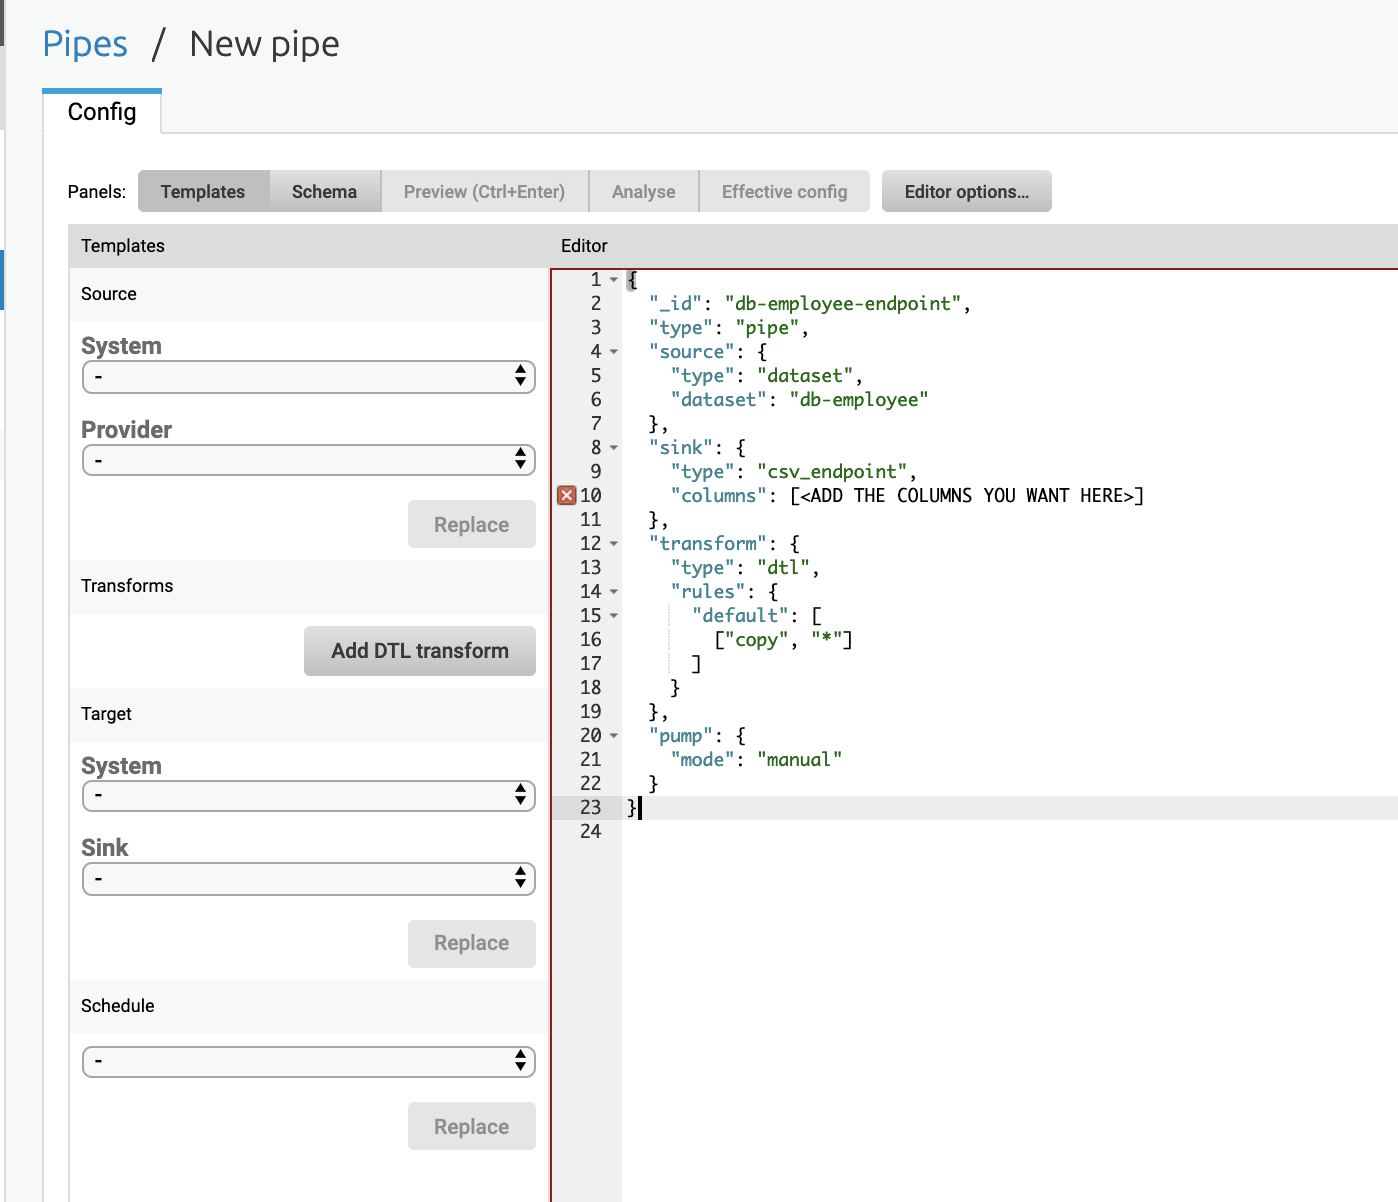 Pipes / New pipe
Config
Panels: Templates Schema Preview (Ctrl+Enter) Analyse Effective config Editor options...
Templates
Source
System
-
Provider
-
Replace
Transforms
Add DTL transform
Target
System
-
Sink
-
Replace
Schedule
-
Replace
Editor
1 {
2 "_id": "db-employee-endpoint",
3 "type": "pipe",
4 "source": {
5 "type": "dataset",
6 "dataset": "db-employee"
7 },
8 "sink": {
9 "type": "csv_endpoint",
10 "columns": [<ADD THE COLUMNS YOU WANT HERE>]
11 },
12 "transform": {
13 "type": "dtl",
14 "rules": {
15 "default": [
16 ["copy", "*"]
17 ]
18 }
19 },
20 "pump": {
21 "mode": "manual"
22 }
23 }
24